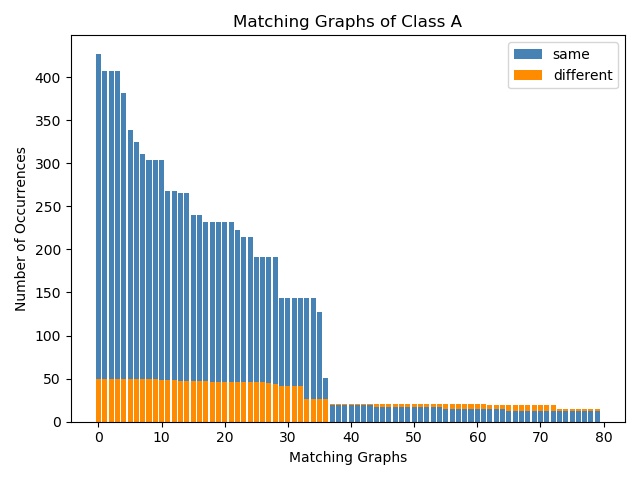 Matching Graphs of Class A
same
different
Number of Occurrences
400
350
300
250
200
150
100
50
0
0 10 20 30 40 50 60 70 80
Matching Graphs